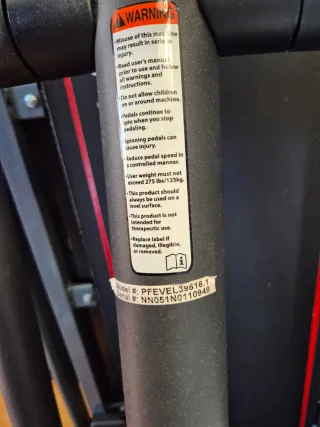 WARNING
•Misuse of this machine
may result in serious
injury.
•Read user's manual
prior to use and follow
all warnings and
instructions.
•Do not allow children
on or around machine.
•Pedals continue to
spin when you stop
pedaling.
•Spinning pedals can
cause injury.
•Reduce pedal speed in
a controlled manner.
•User weight must not
exceed 275 lbs/125kg.
•This product should
always be used on a
level surface.
•This product is not
intended for
therapeutic use.
•Replace label if
damaged, illegible,
or removed.
Model #: PFEVEL39616.1
Serial #: NN051N0110949